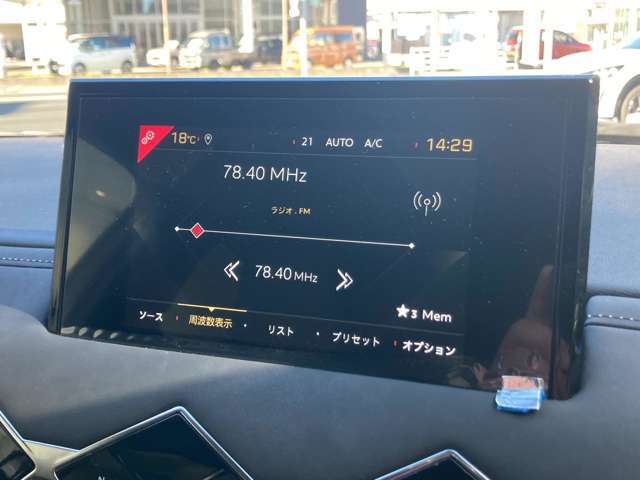 18°C 21 AUTO A/C 14:29
78.40 MHz
ラジオ . FM
78.40 MHz
★3 Mem
ソース 周波数表示 リスト プリセット オプション
N